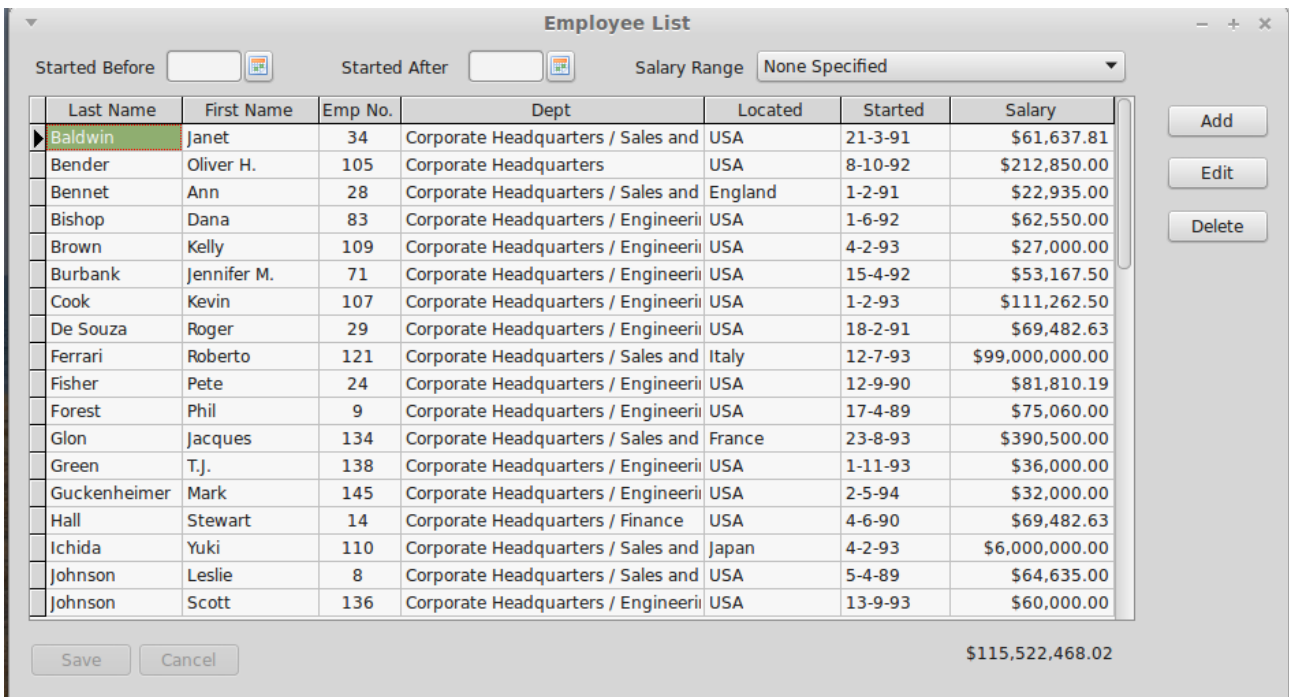 Employee List
Started Before Started After Salary Range None Specified
Last Name First Name Emp No. Dept Located Started Salary
Add
Baldwin Janet 34 Corporate Headquarters / Sales and USA 21-3-91 $61,637.81
Bender Oliver H. 105 Corporate Headquarters USA 8-10-92 $212,850.00
Edit
Bennet Ann 28 Corporate Headquarters / Sales and England 1-2-91 $22,935.00
Bishop Dana 83 Corporate Headquarters / Engineeri USA 1-6-92 $62,550.00
Delete
Brown Kelly 109 Corporate Headquarters / Engineeri USA 4-2-93 $27,000.00
Burbank Jennifer M. 71 Corporate Headquarters / Engineeri USA 15-4-92 $53,167.50
Cook Kevin 107 Corporate Headquarters / Engineeri USA 1-2-93 $111,262.50
De Souza Roger 29 Corporate Headquarters / Engineeri USA 18-2-91 $69,482.63
Ferrari Roberto 121 Corporate Headquarters / Sales and Italy 12-7-93 $99,000,000.00
Fisher Pete 24 Corporate Headquarters / Engineeri USA 12-9-90 $81,810.19
Forest Phil 9 Corporate Headquarters / Engineeri USA 17-4-89 $75,060.00
Glon Jacques 134 Corporate Headquarters / Sales and France 23-8-93 $390,500.00
Green T.J. 138 Corporate Headquarters / Engineeri USA 1-11-93 $36,000.00
Guckenheimer Mark 145 Corporate Headquarters / Engineeri USA 2-5-94 $32,000.00
Hall Stewart 14 Corporate Headquarters / Finance USA 4-6-90 $69,482.63
Ichida Yuki 110 Corporate Headquarters / Sales and Japan 4-2-93 $6,000,000.00
Johnson Leslie 8 Corporate Headquarters / Sales and USA 5-4-89 $64,635.00
Johnson Scott 136 Corporate Headquarters / Engineeri USA 13-9-93 $60,000.00
Save Cancel $115,522,468.02